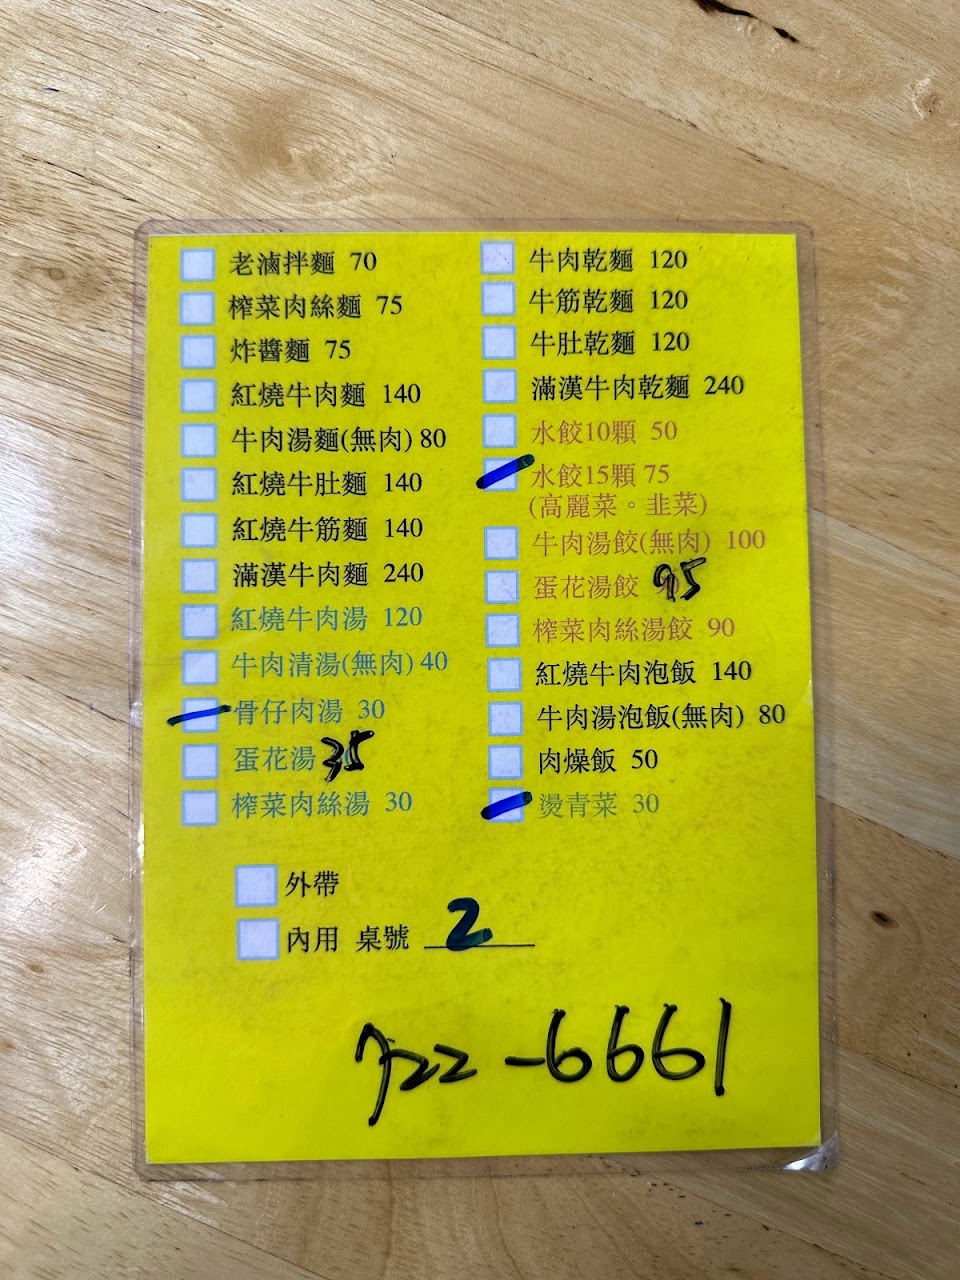 老滷拌麵 70
榨菜肉絲麵 75
炸醬麵 75
紅燒牛肉麵 140
牛肉湯麵(無肉) 80
紅燒牛肚麵 140
紅燒牛筋麵 140
滿漢牛肉麵 240
紅燒牛肉湯 120
牛肉清湯(無肉) 40
骨仔肉湯 30
蛋花湯 35
榨菜肉絲湯 30
牛肉乾麵 120
牛筋乾麵 120
牛肚乾麵 120
滿漢牛肉乾麵 240
水餃10顆 50
水餃15顆 75
(高麗菜。韭菜)
牛肉湯餃(無肉) 100
蛋花湯餃 95
榨菜肉絲湯餃 90
紅燒牛肉泡飯 140
牛肉湯泡飯(無肉) 80
肉燥飯 50
燙青菜 30
外帶
內用 桌號 2
722-6661